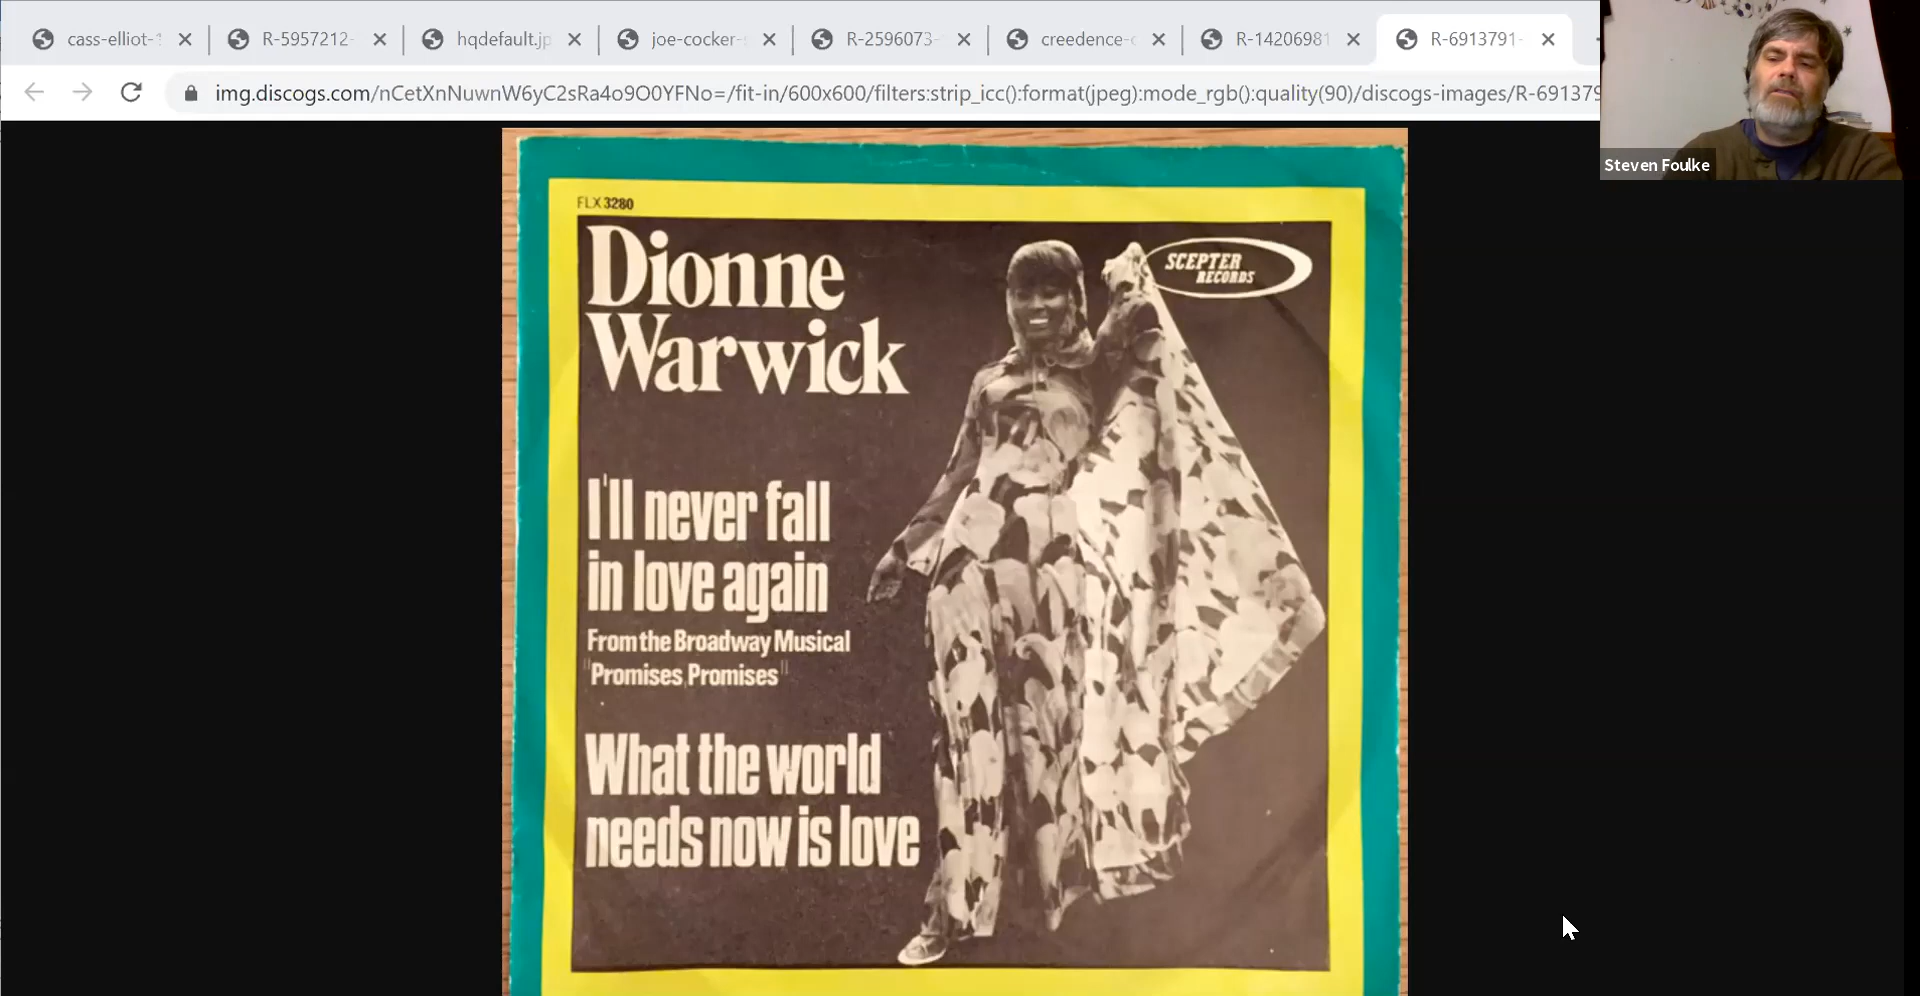 cass-elliot-
R-5957212-
hqdefault.jp
joe-cocker-
R-2596073-
creedence-
R-14206981
R-6913791-
img.discogs.com/nCetXnNuwnW6yC2sRa4o9O0YFNo=/fit-in/600x600/filters:strip_icc():format(jpeg):mode_rgb():quality(90)/discogs-images/R-69137
Steven Foulke
FLX 3280
Dionne
Warwick
SCEPTER
RECORDS
I'll never fall
in love again
From the Broadway Musical
"Promises, Promises"
What the world
needs now is love